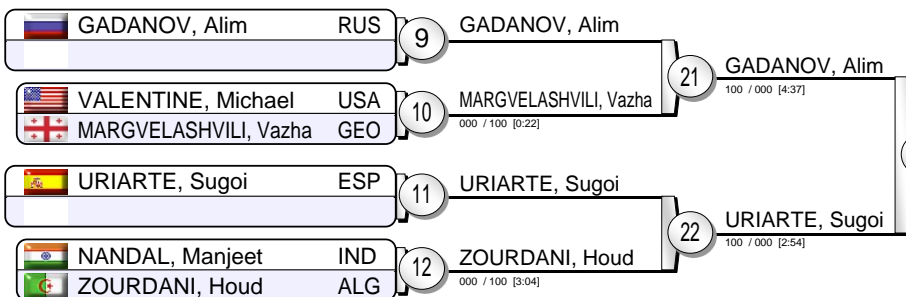 GADANOV, Alim RUS
9
GADANOV, Alim
VALENTINE, Michael USA
MARGVELASHVILI, Vazha GEO
10
MARGVELASHVILI, Vazha
000 / 100 [0:22]
21
GADANOV, Alim
100 / 000 [4:37]
URIARTE, Sugoi ESP
11
URIARTE, Sugoi
NANDAL, Manjeet IND
ZOURDANI, Houd ALG
12
ZOURDANI, Houd
000 / 100 [3:04]
22
URIARTE, Sugoi
100 / 000 [2:54]